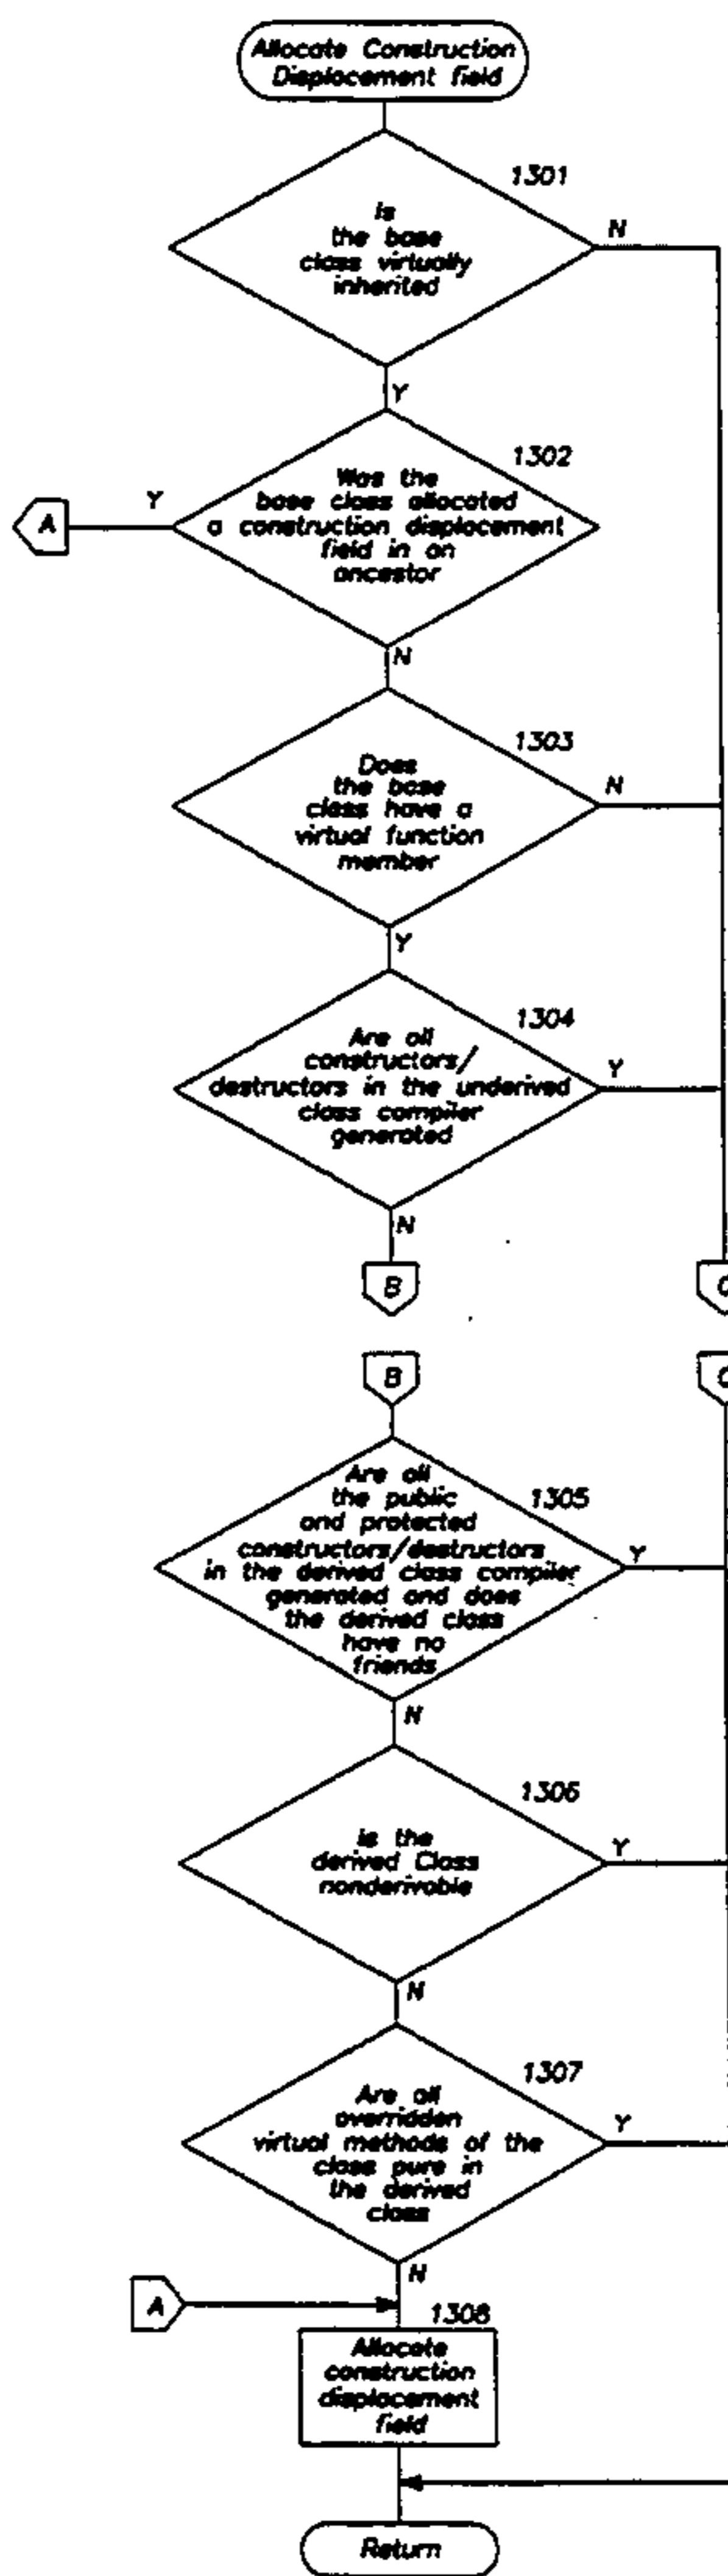 Allocate Construction
Displacement field
1301
Is
the base
class virtually
inherited
N
Y
1302
Was the
base class allocated
a construction displacement
field in an
ancestor
Y
A
N
1303
Does
the base
class have a
virtual function
member
N
Y
1304
Are all
constructors/
destructors in the underived
class compiler
generated
Y
N
B
C
B
C
1305
Are all
the public
and protected
constructors/destructors
in the derived class compiler
generated and does
the derived class
have no
friends
Y
N
1306
Is the
derived Class
nonderivable
Y
N
1307
Are all
overridden
virtual methods of the
class pure in
the derived
class
Y
N
A
1308
Allocate
construction
displacement
field
Return